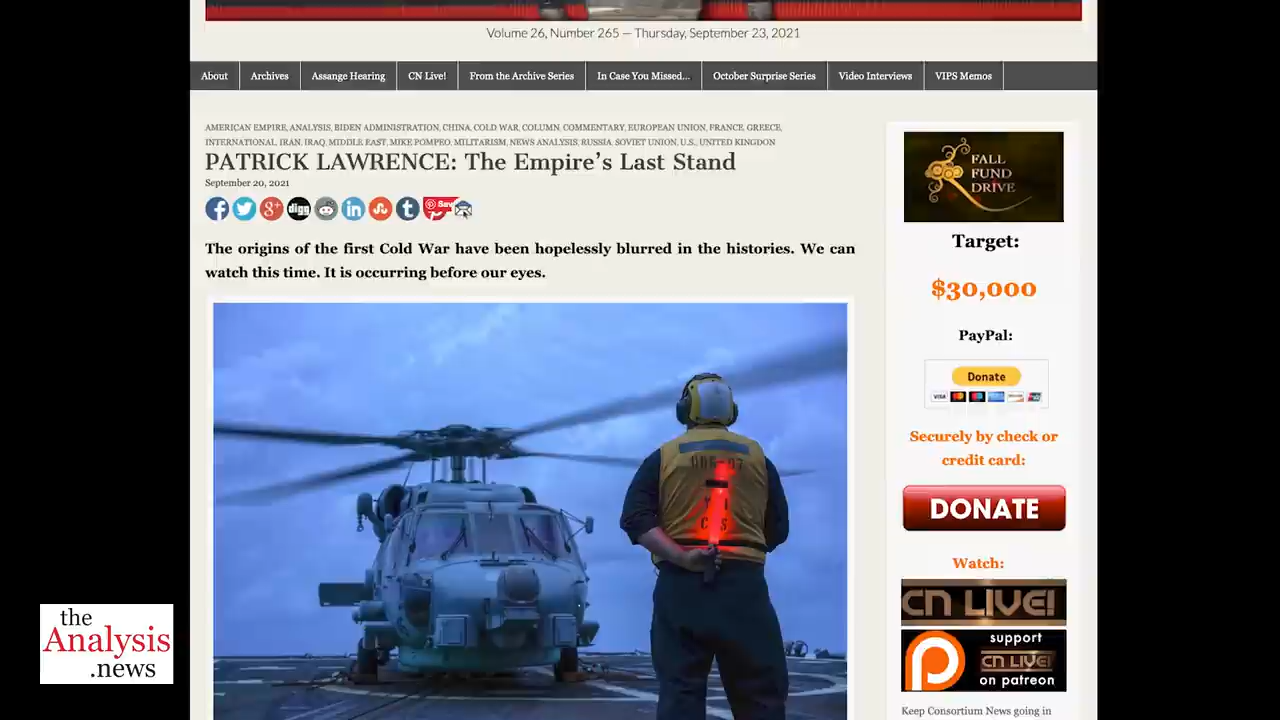 Volume 26, Number 265 — Thursday, September 23, 2021
About
Archives
Assange Hearing
CN Live!
From the Archive Series
In Case You Missed...
October Surprise Series
Video Interviews
VIPS Memos
AMERICAN EMPIRE, ANALYSIS, BIDEN ADMINISTRATION, CHINA, COLD WAR, COLUMN, COMMENTARY, EUROPEAN UNION, FRANCE, GREECE,
INTERNATIONAL, IRAN, IRAQ, MIDDLE EAST, MIKE POMPEO, MILITARISM, NEWS ANALYSIS, RUSSIA, SOVIET UNION, U.S., UNITED KINGDON
PATRICK LAWRENCE: The Empire's Last Stand
September 20, 2021
digg
Save
The origins of the first Cold War have been hopelessly blurred in the histories. We can
watch this time. It is occurring before our eyes.
FALL
FUND
DRIVE
Target:
$30,000
PayPal:
Donate
VISA
Securely by check or
credit card:
DONATE
Watch:
CN LIVE!
support
CN LIVE!
on patreon
Keep Consortium News going in
the
Analysis
.news